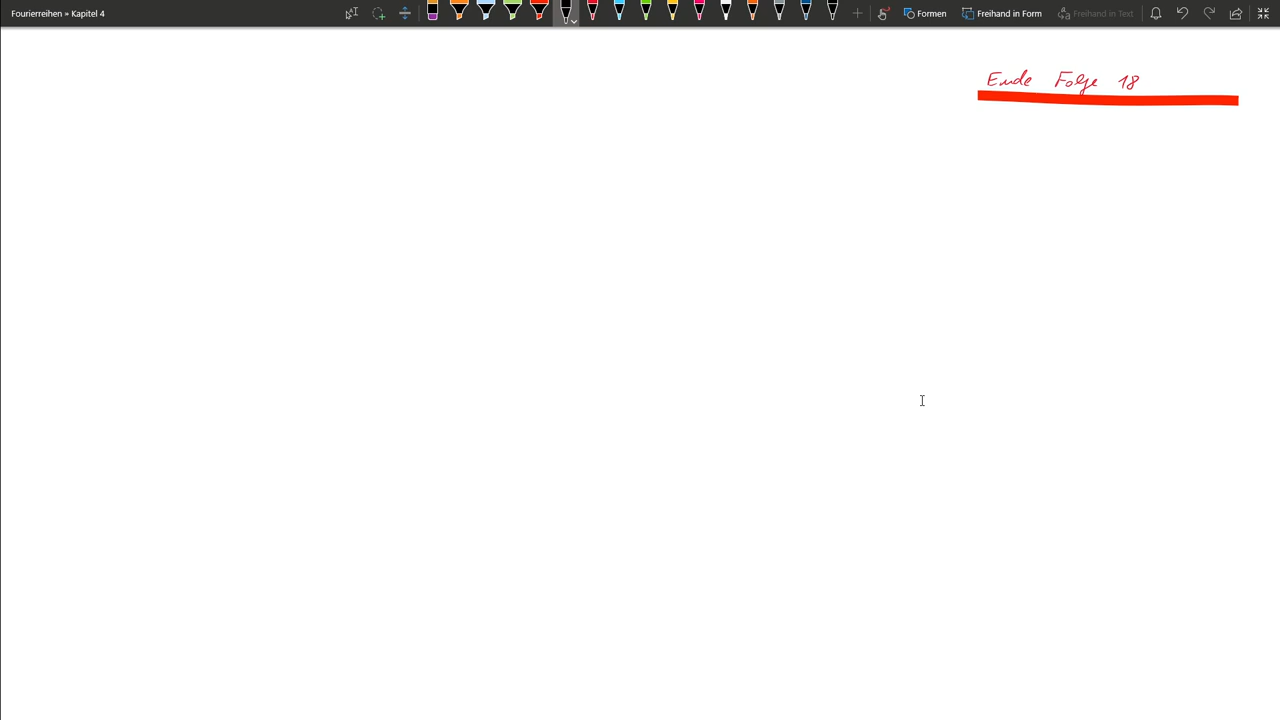 Fourierreihen » Kapitel 4
Formen
Freihand in Form
Freihand in Text
Ende Folge 18